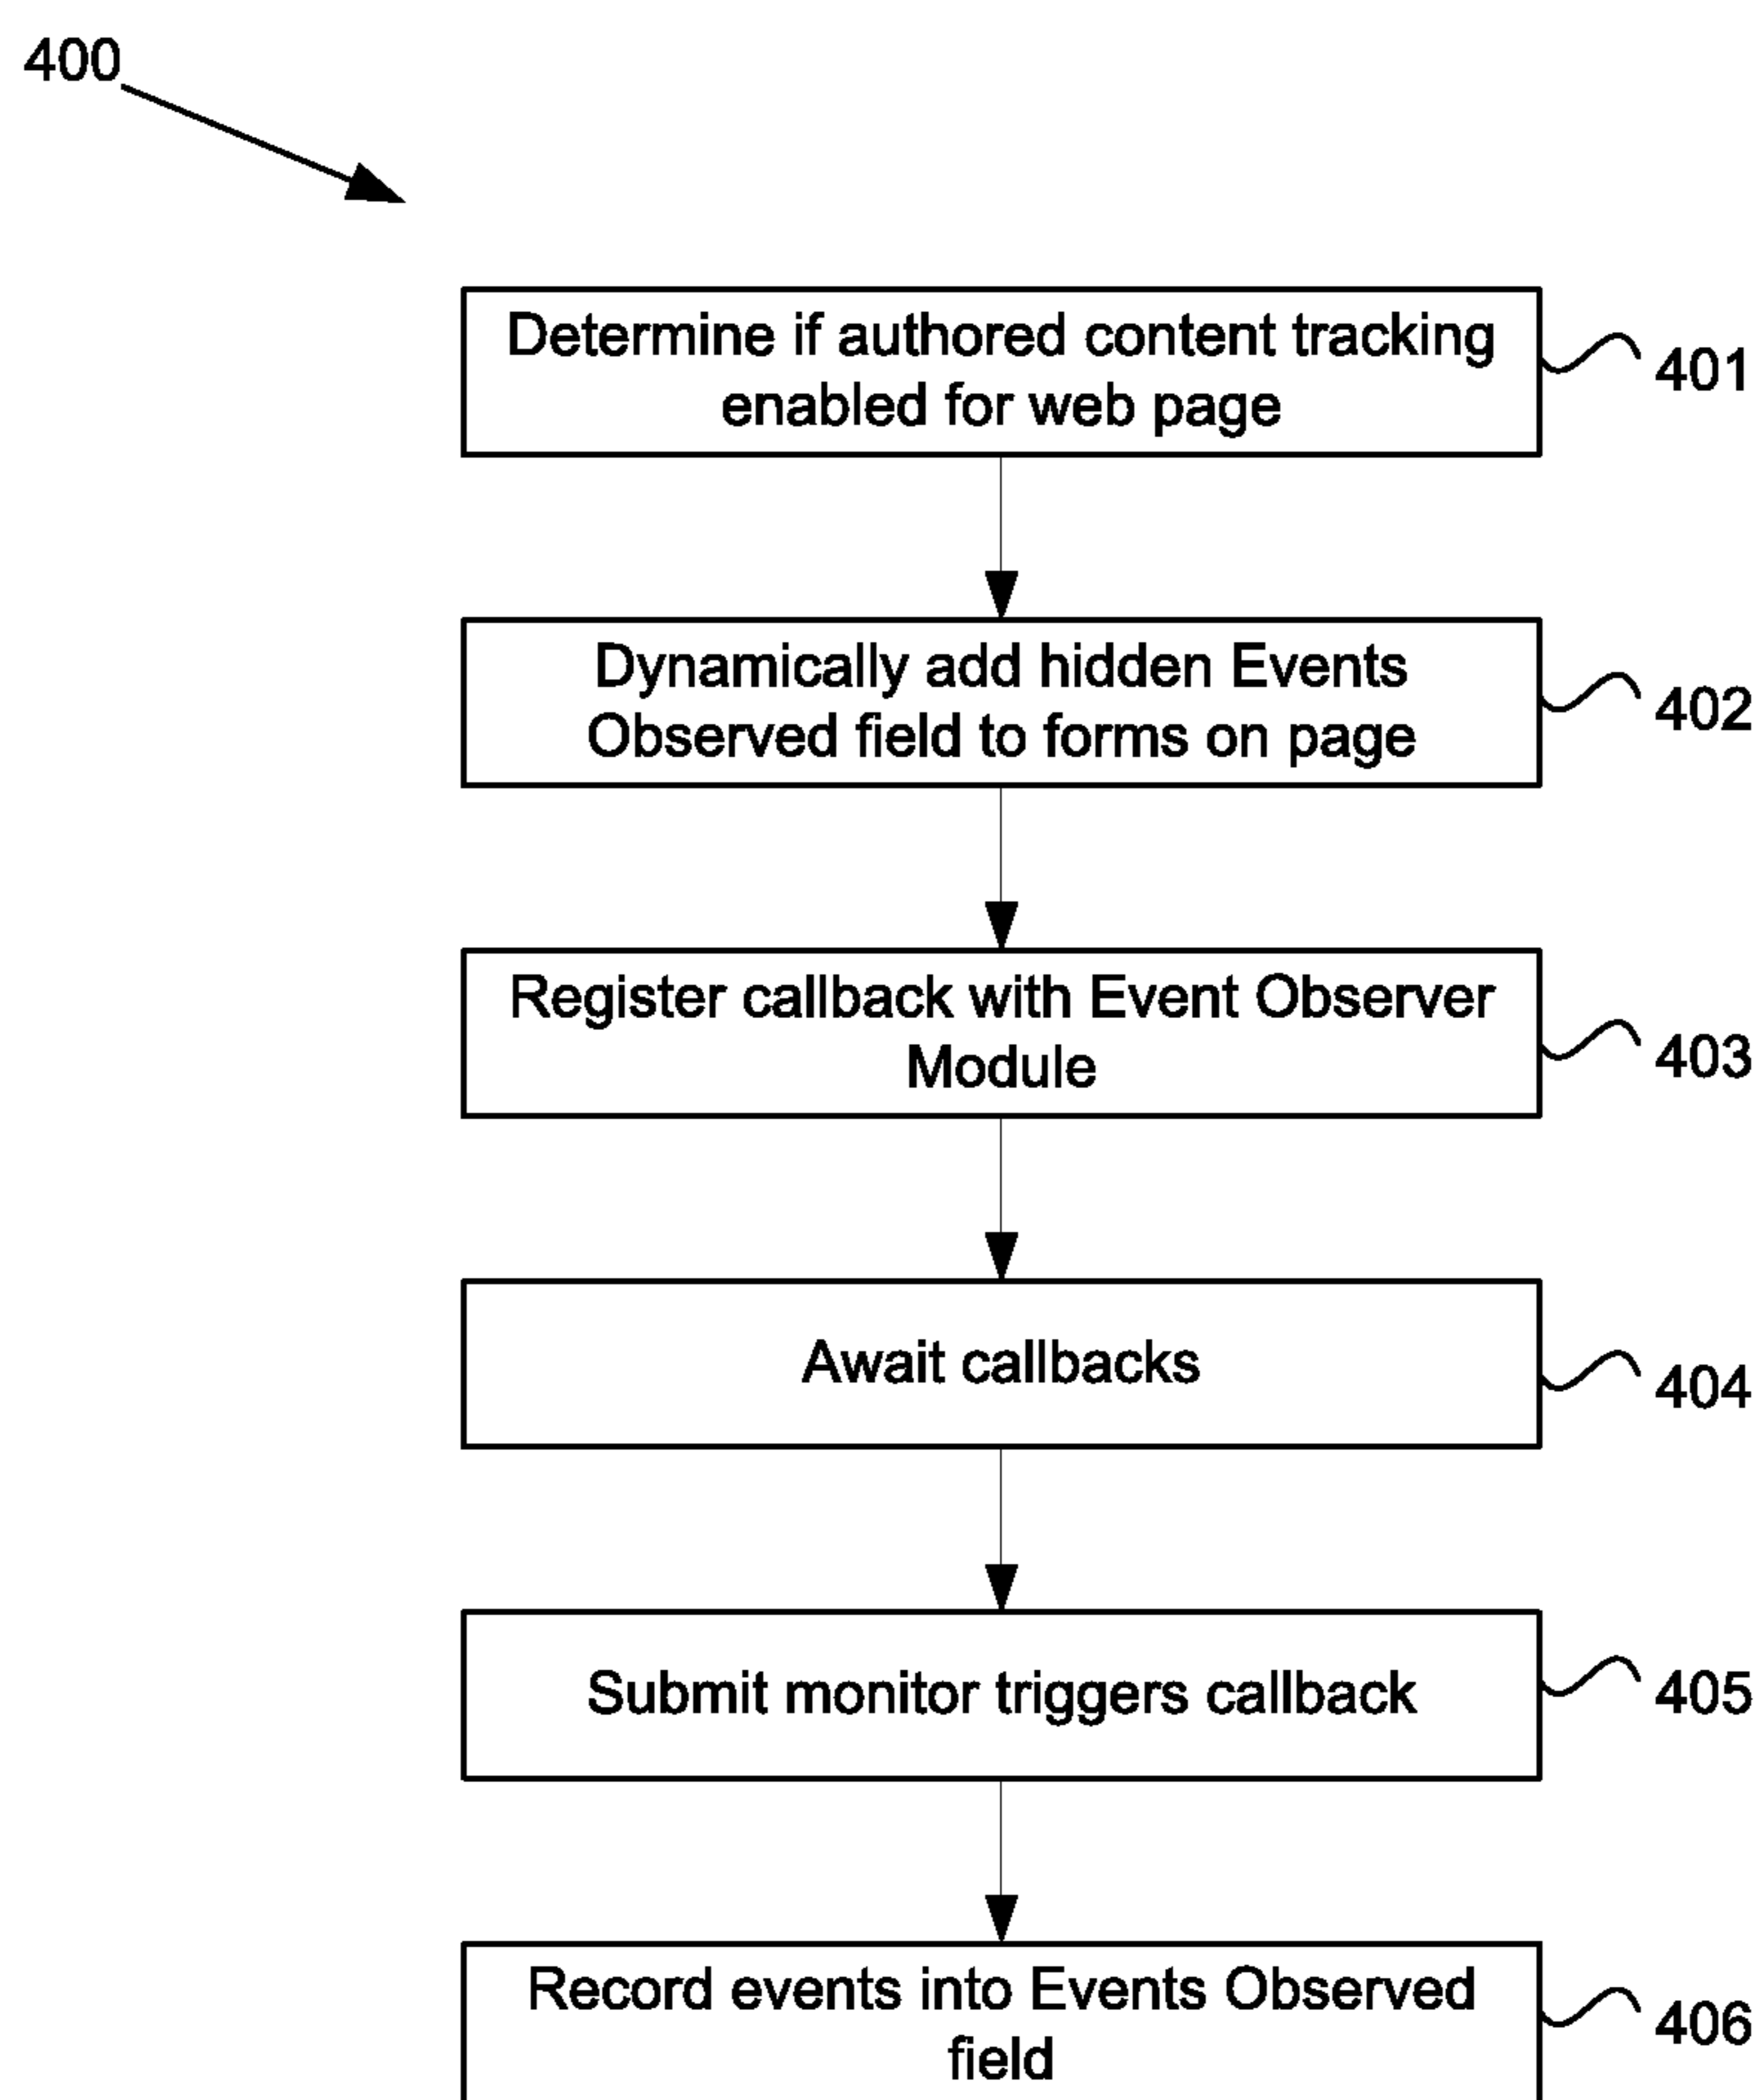 400
Determine if authored content tracking
enabled for web page
401
Dynamically add hidden Events
Observed field to forms on page
402
Register callback with Event Observer
Module
403
Await callbacks
404
Submit monitor triggers callback
405
Record events into Events Observed
field
406